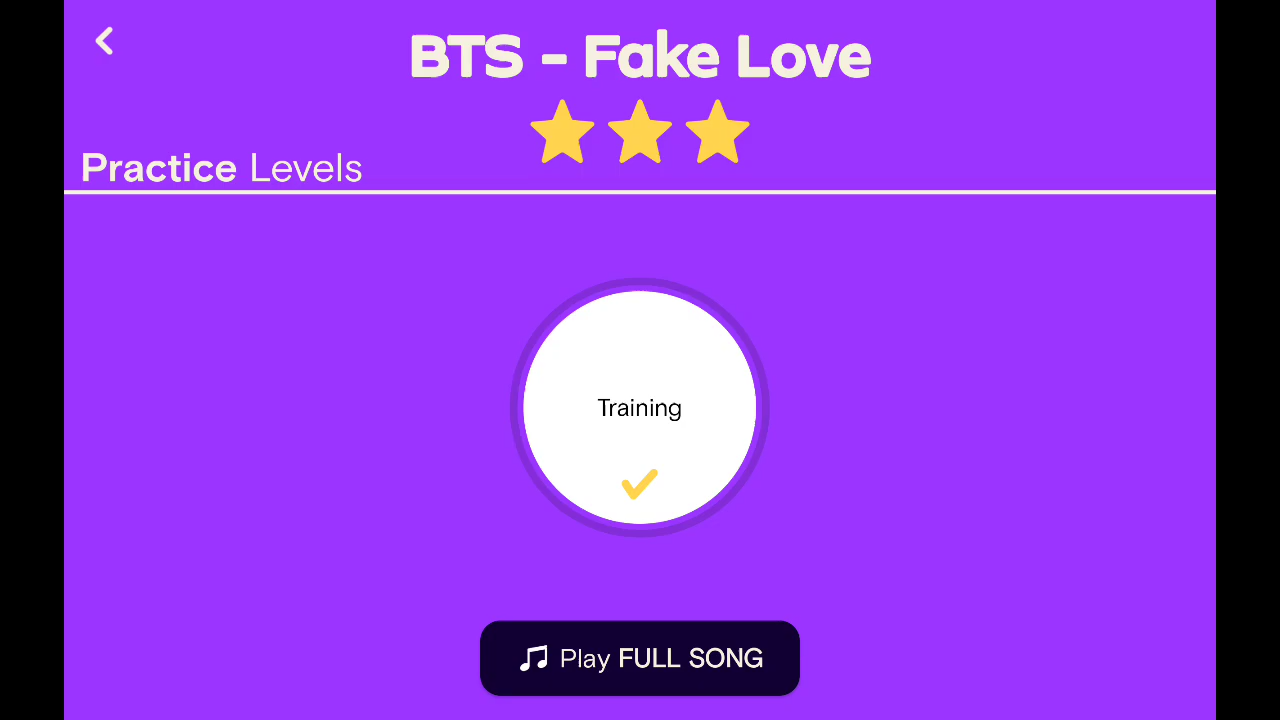 BTS - Fake Love
Practice Levels
Training
Play FULL SONG